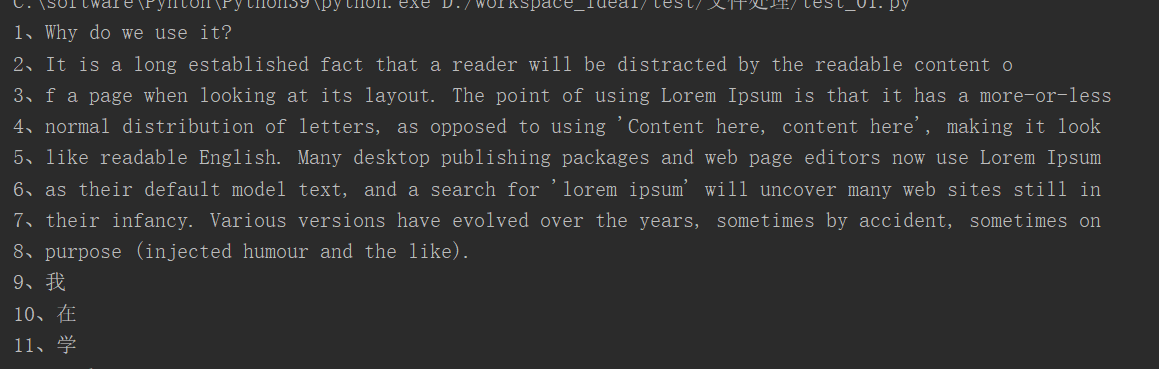 C:\software\Python\Python39\python.exe D:/workspace_idea1/test/文件处理/test_01.py
1、Why do we use it?
2、It is a long established fact that a reader will be distracted by the readable content o
3、f a page when looking at its layout. The point of using Lorem Ipsum is that it has a more-or-less
4、normal distribution of letters, as opposed to using 'Content here, content here', making it look
5、like readable English. Many desktop publishing packages and web page editors now use Lorem Ipsum
6、as their default model text, and a search for 'lorem ipsum' will uncover many web sites still in
7、their infancy. Various versions have evolved over the years, sometimes by accident, sometimes on
8、purpose (injected humour and the like).
9、我
10、在
11、学